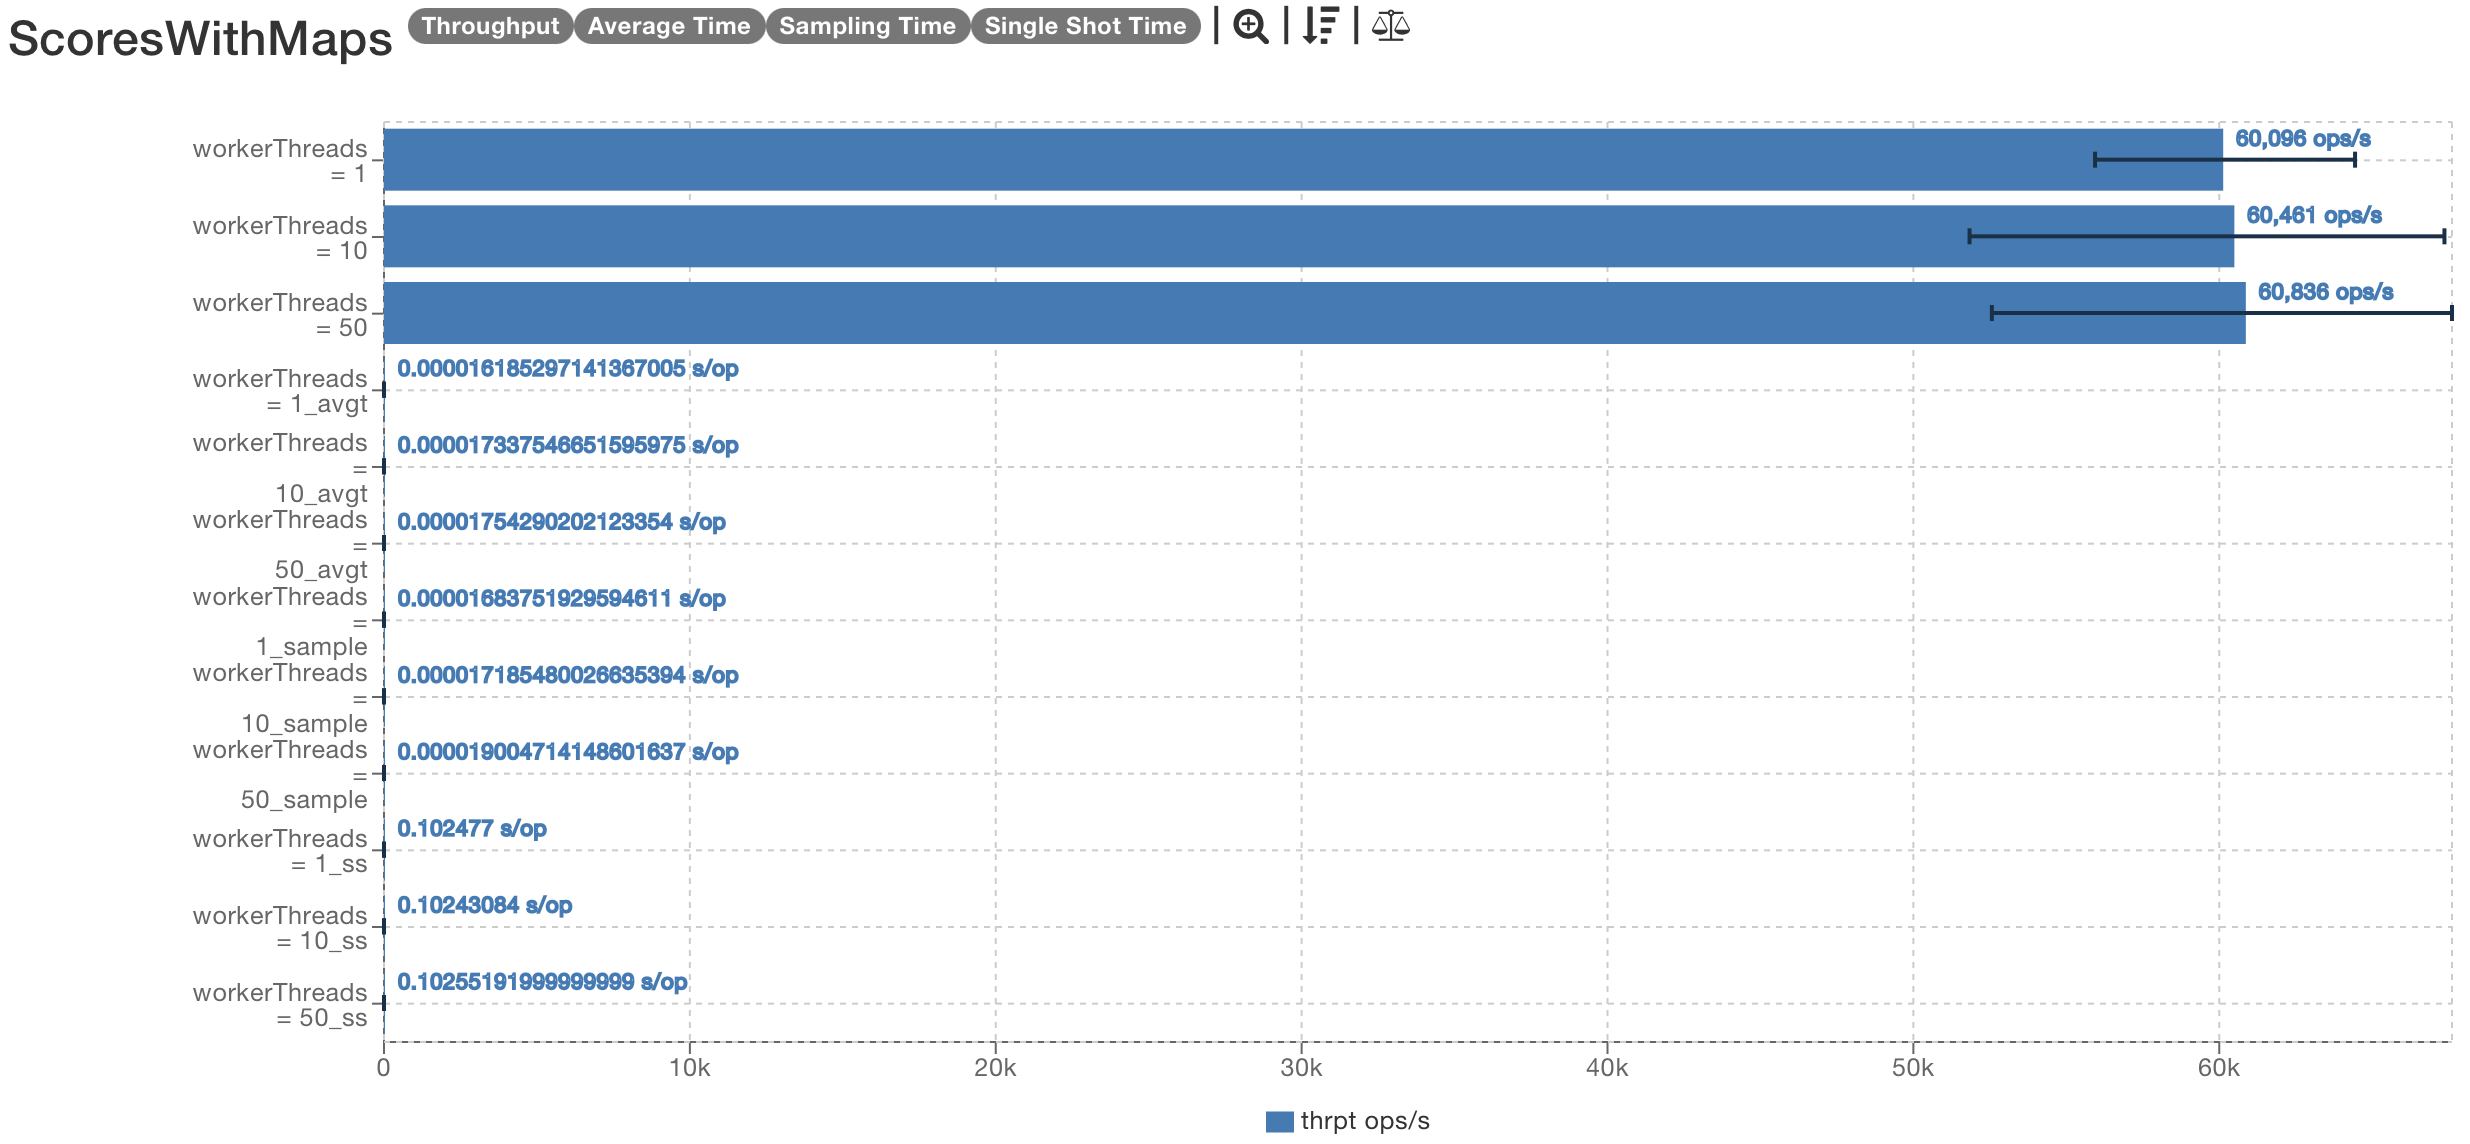 ScoresWithMaps Throughput Average Time Sampling Time Single Shot Time
workerThreads
= 1
60,096 ops/s
workerThreads
= 10
60,461 ops/s
workerThreads
= 50
60,836 ops/s
workerThreads
= 1_avgt
0.000016185297141367005 s/op
workerThreads
=
10_avgt
0.000017337546651595975 s/op
workerThreads
=
50_avgt
0.00001754290202123354 s/op
workerThreads
=
1_sample
0.00001683751929594611 s/op
workerThreads
=
10_sample
0.000017185480026635394 s/op
workerThreads
=
50_sample
0.000019004714148601637 s/op
workerThreads
= 1_ss
0.102477 s/op
workerThreads
= 10_ss
0.10243084 s/op
workerThreads
= 50_ss
0.10255191999999999 s/op
0 10k 20k 30k 40k 50k 60k
thrpt ops/s